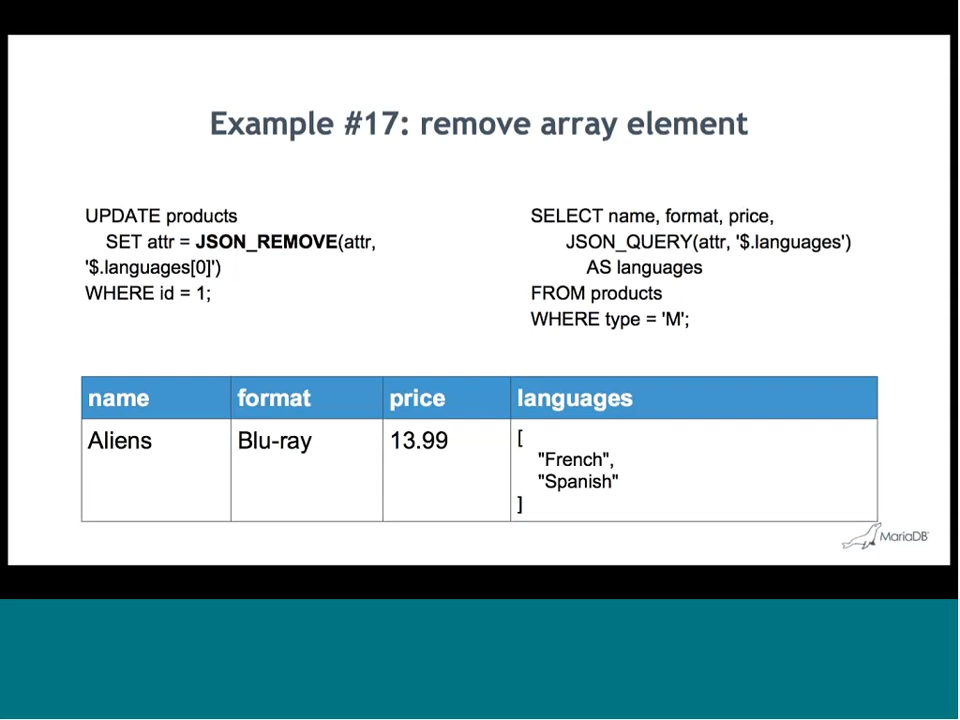 Example #17: remove array element
UPDATE products
SET attr = JSON_REMOVE(attr,
'$.languages[0]')
WHERE id = 1;
SELECT name, format, price,
JSON_QUERY(attr, '$.languages')
AS languages
FROM products
WHERE type = 'M';
name format price languages
Aliens Blu-ray 13.99 [
"French",
"Spanish"
]
MariaDB